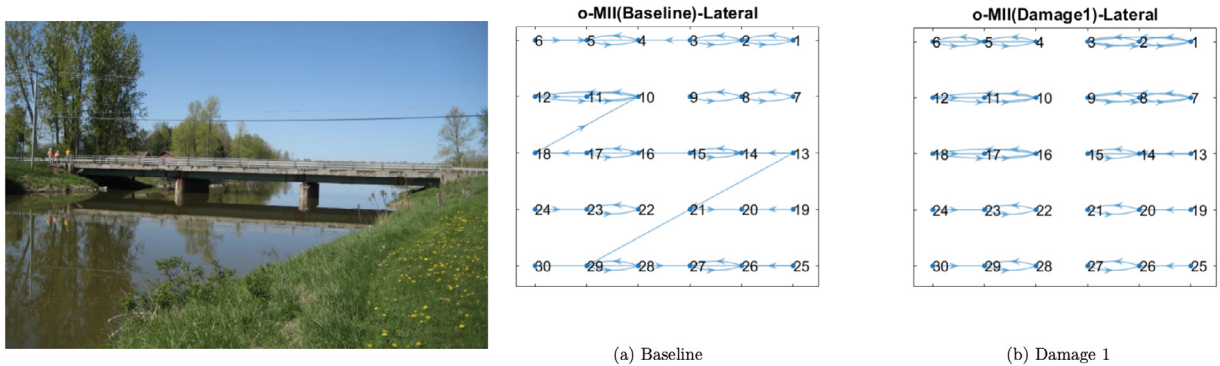 o-MII(Baseline)-Lateral
6 5 4 3 2 1
12 11 10 9 8 7
18 17 16 15 14 13
24 23 22 21 20 19
30 29 28 27 26 25
(a) Baseline
o-MII(Damage1)-Lateral
6 5 4 3 2 1
12 11 10 9 8 7
18 17 16 15 14 13
24 23 22 21 20 19
30 29 28 27 26 25
(b) Damage 1